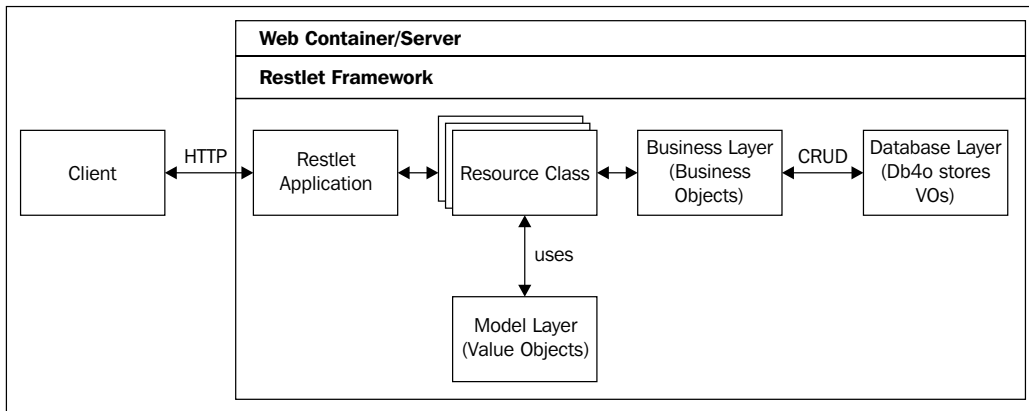 Web Container/Server
Restlet Framework
Client
HTTP
Restlet
Application
Resource Class
Business Layer
(Business
Objects)
CRUD
Database Layer
(Db4o stores
VOs)
uses
Model Layer
(Value Objects)